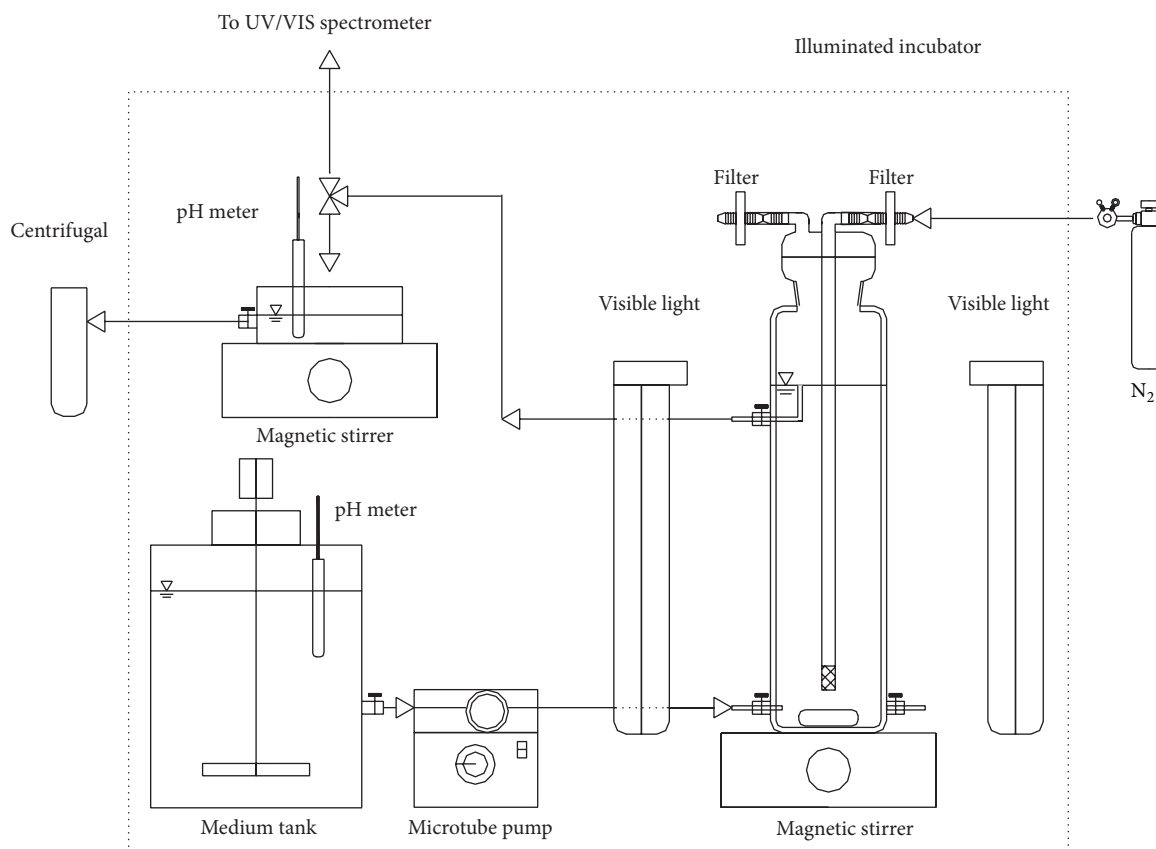 To UV/VIS spectrometer
Illuminated incubator
Filter
Filter
pH meter
Centrifugal
Visible light
Visible light
N2
Magnetic stirrer
pH meter
Medium tank
Microtube pump
Magnetic stirrer